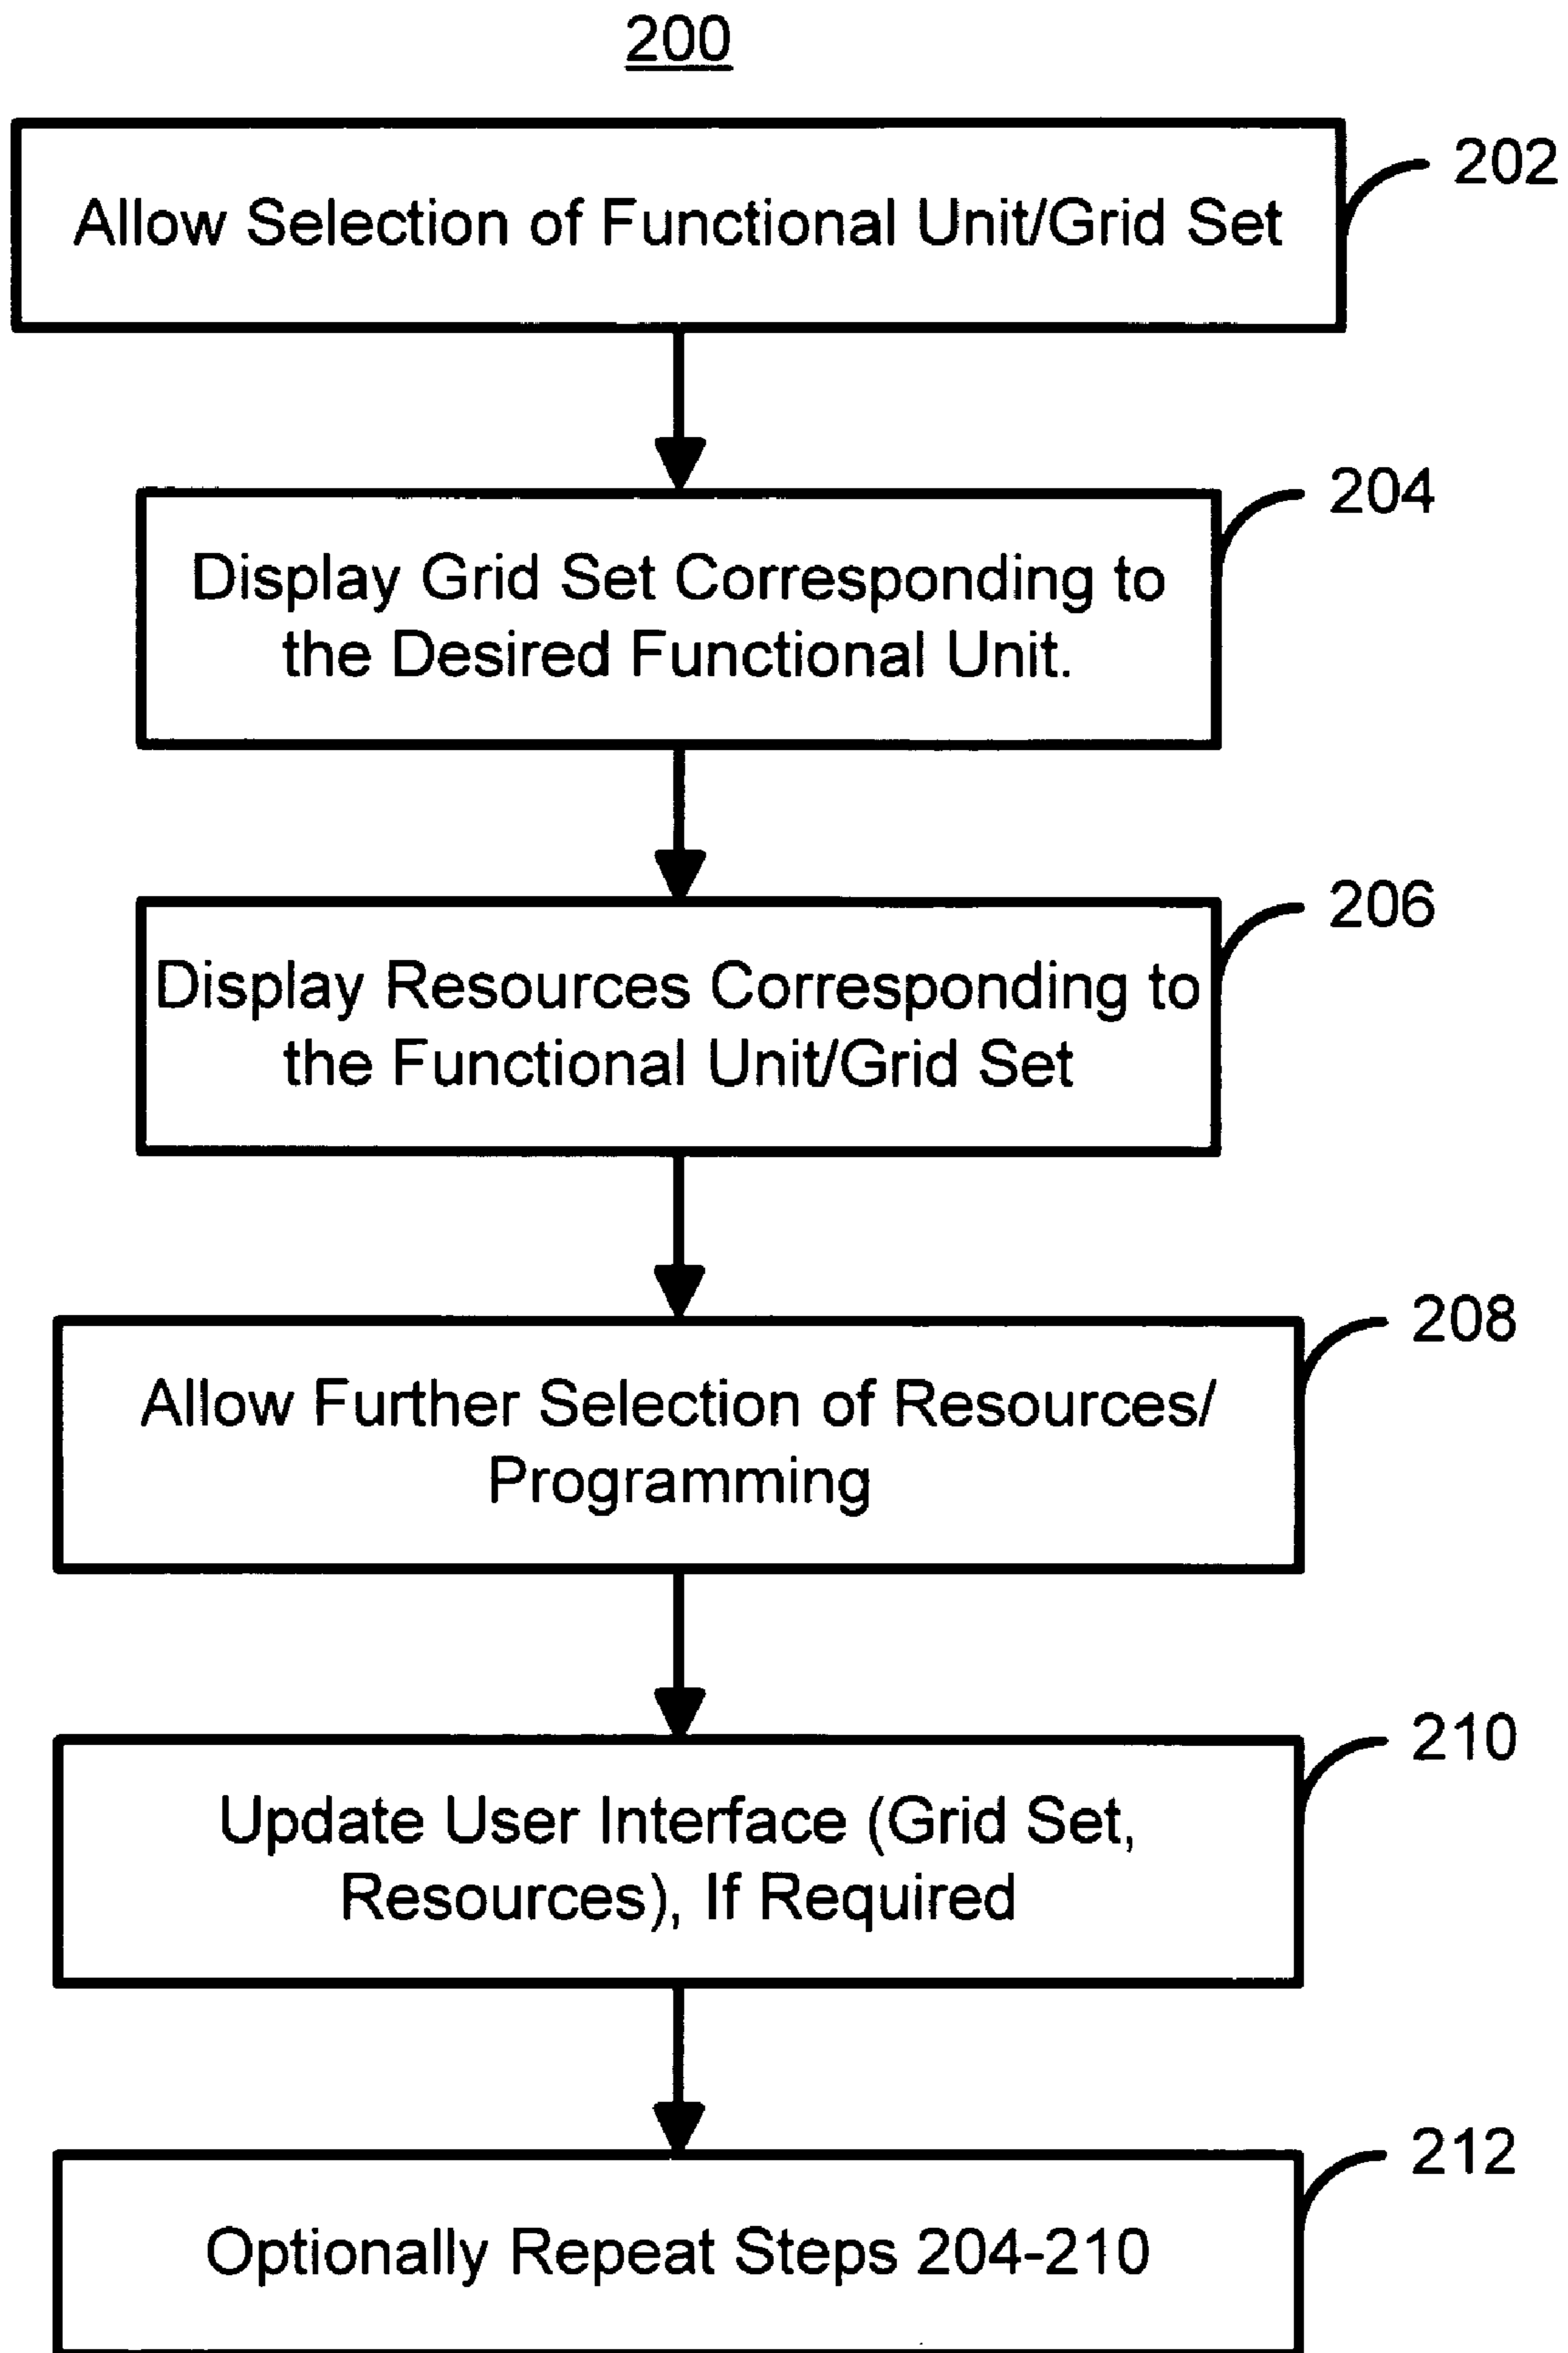 200
Allow Selection of Functional Unit/Grid Set
202
Display Grid Set Corresponding to
the Desired Functional Unit.
204
Display Resources Corresponding to
the Functional Unit/Grid Set
206
Allow Further Selection of Resources/
Programming
208
Update User Interface (Grid Set,
Resources), If Required
210
Optionally Repeat Steps 204-210
212